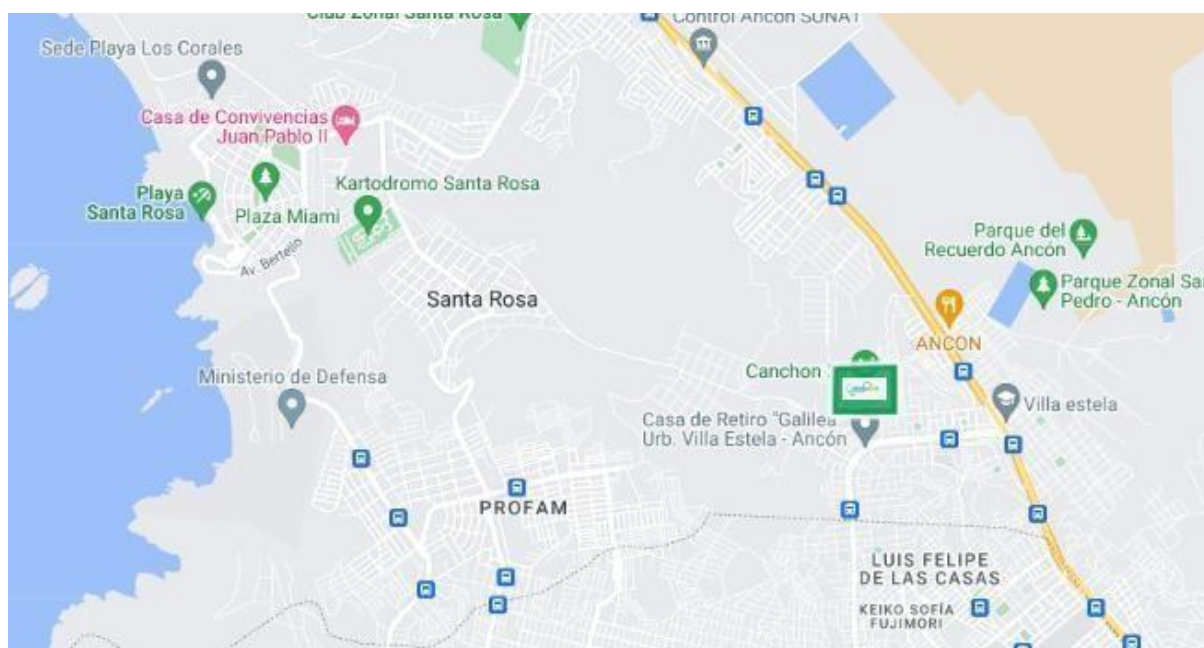 Club Zonal Santa Rosa
Control Ancón SUNAT
Sede Playa Los Corales
Casa de Convivencias
Juan Pablo II
Kartodromo Santa Rosa
Playa
Santa Rosa
Plaza Miami
Av. Bertello
Parque del
Recuerdo Ancón
Parque Zonal Sa
Pedro - Ancón
Santa Rosa
ANCON
Canchon
Ministerio de Defensa
Villa estela
Casa de Retiro "Galilea
Urb. Villa Estela - Ancón
PROFAM
LUIS FELIPE
DE LAS CASAS
KEIKO SOFÍA
FUJIMORI